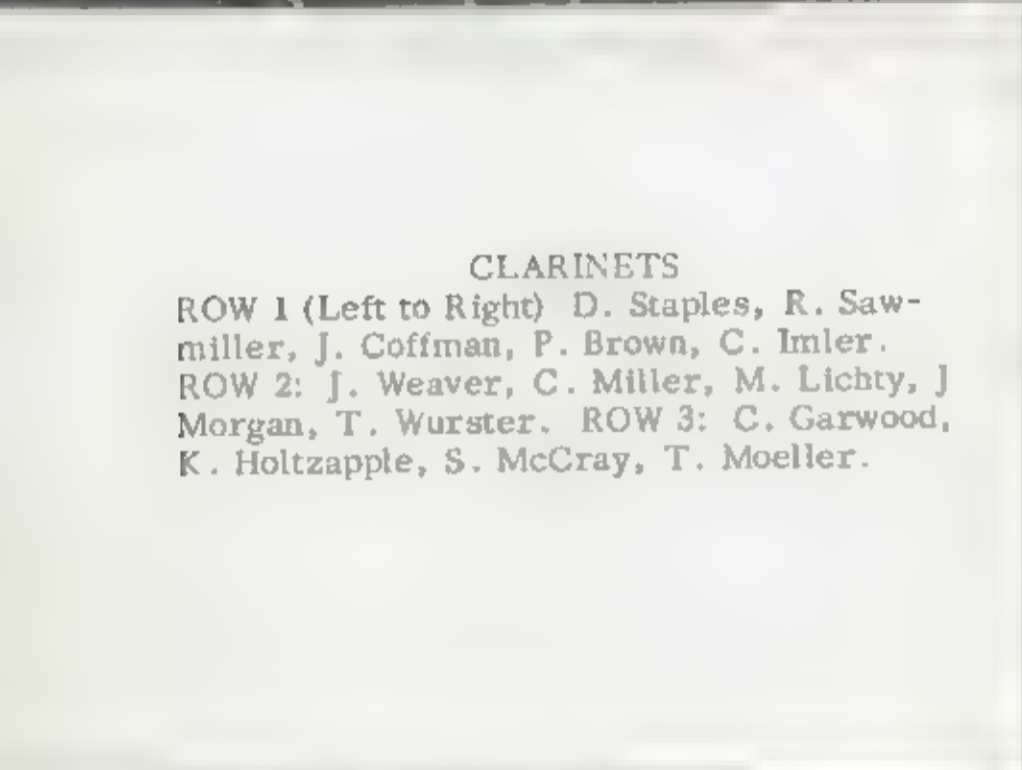 CLARINETS
ROW 1 (Left to Right) D. Staples, R. Saw-
miller, J. Coffman, P. Brown, C. Imler.
ROW 2: J. Weaver, C. Miller, M. Lichty, J
Morgan, T. Wurster. ROW 3: C. Garwood,
K. Holtzapple, S. McCray, T. Moeller.